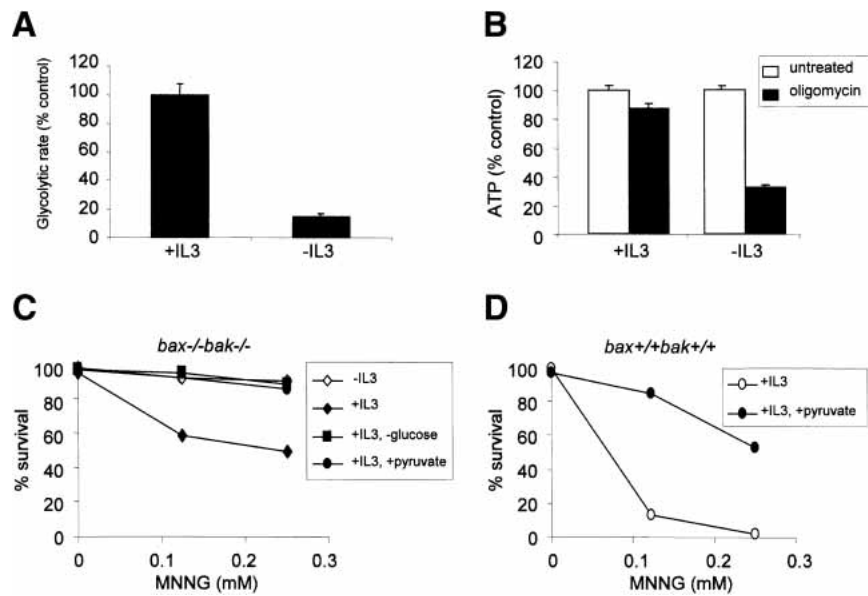 A
Glycolytic rate (% control)
120
100
80
60
40
20
0
+IL3
-IL3
B
ATP (% control)
120
100
80
60
40
20
0
+IL3
-IL3
untreated
oligomycin
C
bax-/-bak-/-
% survival
100
80
60
40
20
0
0
0.1
0.2
0.3
MNNG (mM)
-IL3
+IL3
+IL3, -glucose
+IL3, +pyruvate
D
bax+/+bak+/+
% survival
100
80
60
40
20
0
0
0.1
0.2
0.3
MNNG (mM)
+IL3
+IL3, +pyruvate